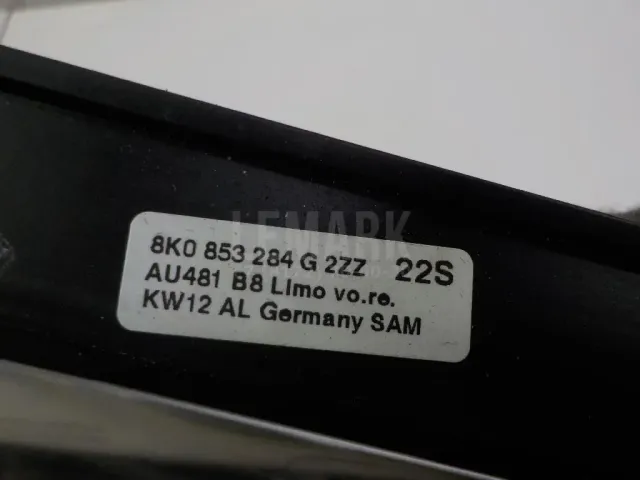 LEMARK
8K0 853 284 G 2ZZ 22S
AU481 B8 Limo vo.re.
KW12 AL Germany SAM